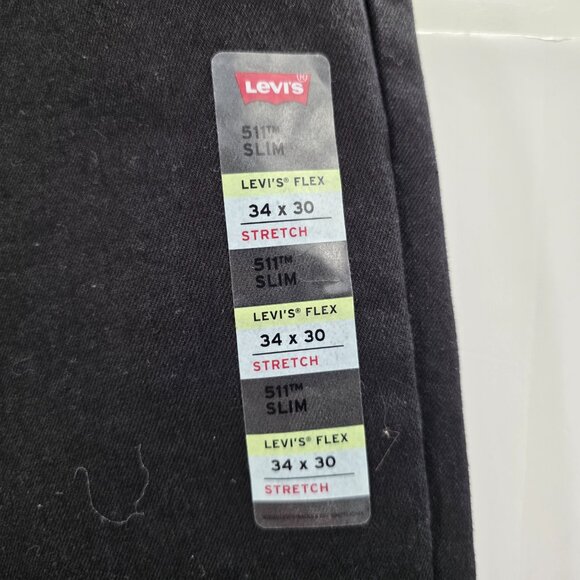 Levi's®
511™
SLIM
LEVI'S® FLEX
34 x 30
STRETCH
511™
SLIM
LEVI'S® FLEX
34 x 30
STRETCH
511™
SLIM
LEVI'S® FLEX
34 x 30
STRETCH